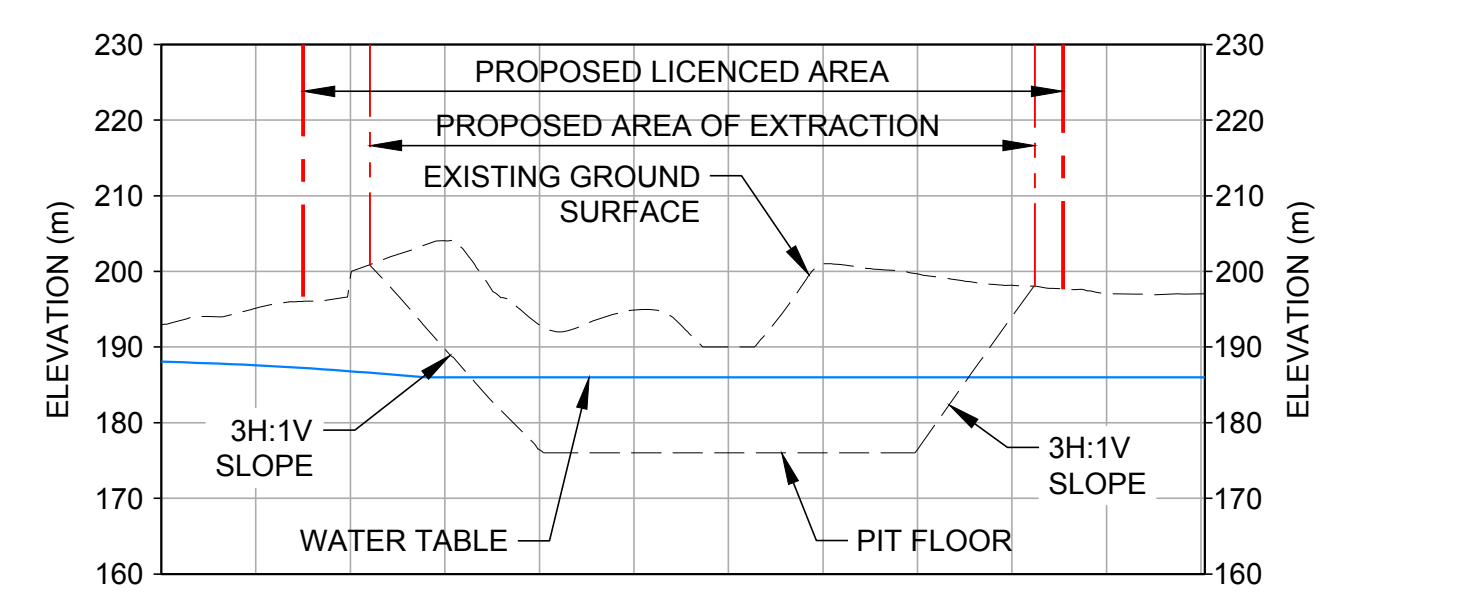 230
220
210
200
190
180
170
160
ELEVATION (m)
PROPOSED LICENCED AREA
PROPOSED AREA OF EXTRACTION
EXISTING GROUND
SURFACE
3H:1V
SLOPE
WATER TABLE
PIT FLOOR
3H:1V
SLOPE
230
220
210
200
190
180
170
160
ELEVATION (m)